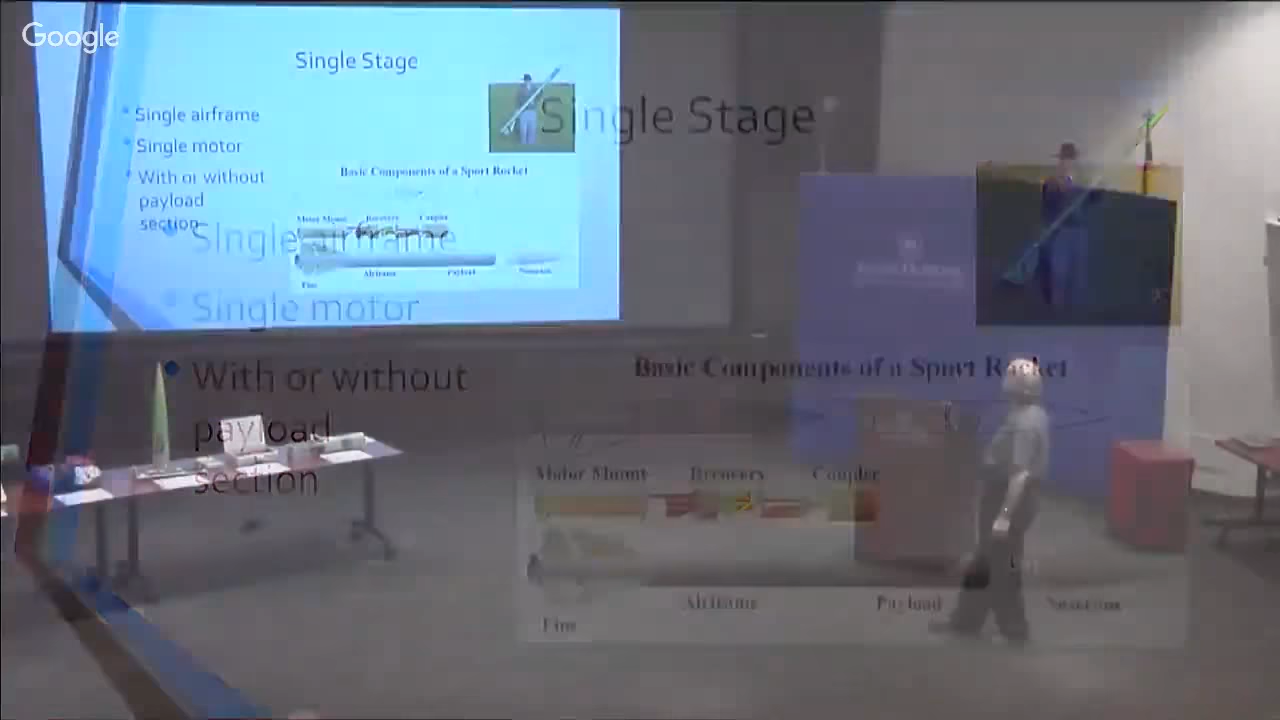 Google
Single Stage
Single airframe
Single motor
With or without
payload
section
Basic Components of a Sport Rocket
Motor Mount Recovery Coupler
Airframe Payload Nosecone
Fins
Single Stage
Single airframe
Single motor
With or without
payload
section
Basic Components of a Sport Rocket
Motor Mount Recovery Coupler
Airframe Payload Nosecone
Fins